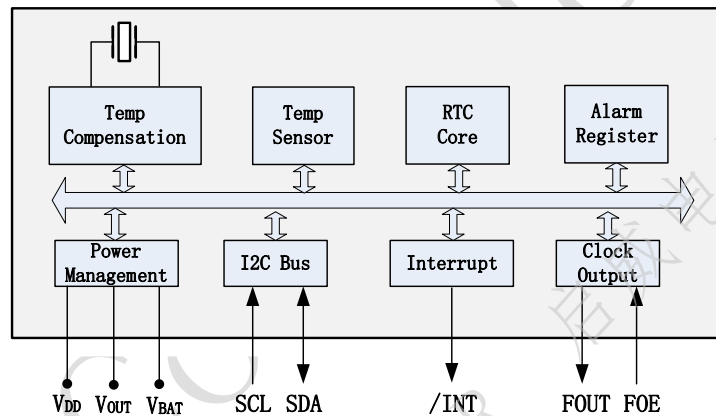 Temp
Compensation
Temp
Sensor
RTC
Core
Alarm
Register
Power
Management
I2C Bus
Interrupt
Clock
Output
VDD VOUT VBAT SCL SDA /INT FOUT FOE